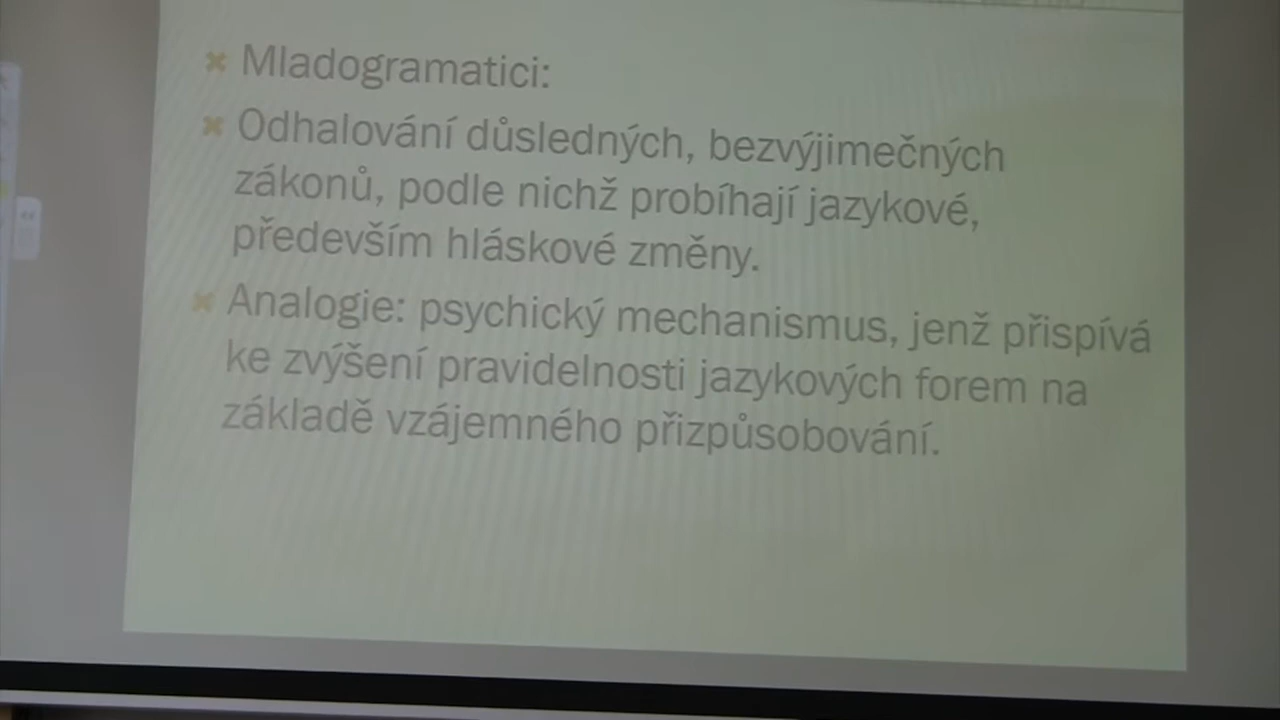 Mladogramatici:
Odhalování důsledných, bezvýjimečných
zákonů, podle nichž probíhají jazykové,
především hláskové změny.
Analogie: psychický mechanismus, jenž přispívá
ke zvýšení pravidelnosti jazykových forem na
základě vzájemného přizpůsobování.